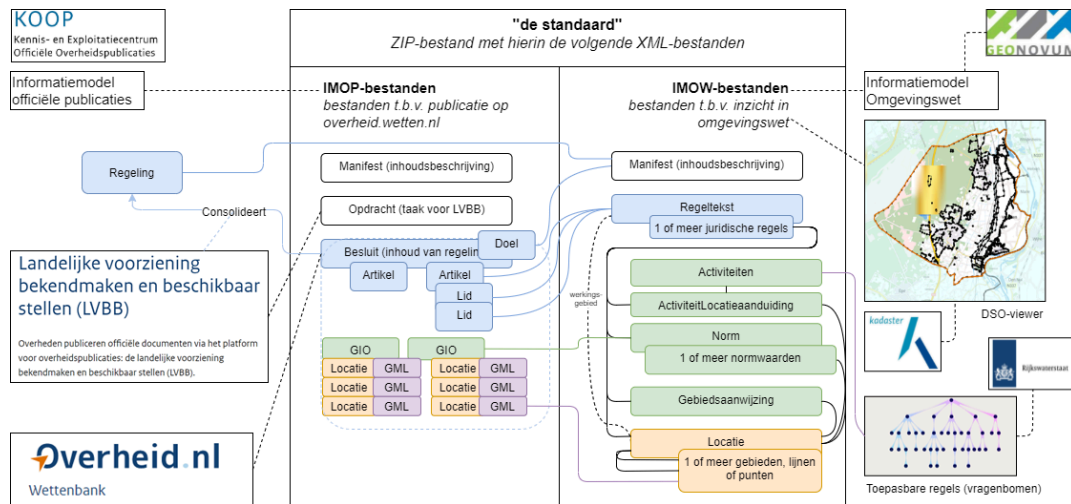 KOOP
Kennis- en Exploitatiecentrum
Officiële Overheidspublicaties
Informatiemodel
officiële publicaties
"de standaard"
ZIP-bestand met hierin de volgende XML-bestanden
GEONOVUM
Informatiemodel
Omgevingswet
IMOP-bestanden
bestanden t.b.v. publicatie op
overheid.wetten.nl
IMOW-bestanden
bestanden t.b.v. inzicht in
omgevingswet
Regeling
Consolideert
Manifest (inhoudsbeschrijving)
Opdracht (taak voor LVBB)
Doel
Besluit (inhoud van regeling
Artikel
Artikel
Lid
Lid
GIO
GIO
Locatie GML Locatie GML
Locatie GML Locatie GML
Locatie GML Locatie GML
Manifest (inhoudsbeschrijving)
Regeltekst
1 of meer juridische regels
werkings-
gebied
Activiteiten
ActiviteitLocatieaanduiding
Norm
1 of meer normwaarden
Gebiedsaanwijzing
Locatie
1 of meer gebieden, lijnen
of punten
Landelijke voorziening
bekendmaken en beschikbaar
stellen (LVBB)
Overheden publiceren officiële documenten via het platform
voor overheidspublicaties: de landelijke voorziening
bekendmaken en beschikbaar stellen (LVBB).
Overheid.nl
Wettenbank
DSO-viewer
kadaster
Rijkswaterstaat
Toepasbare regels (vragenbomen)